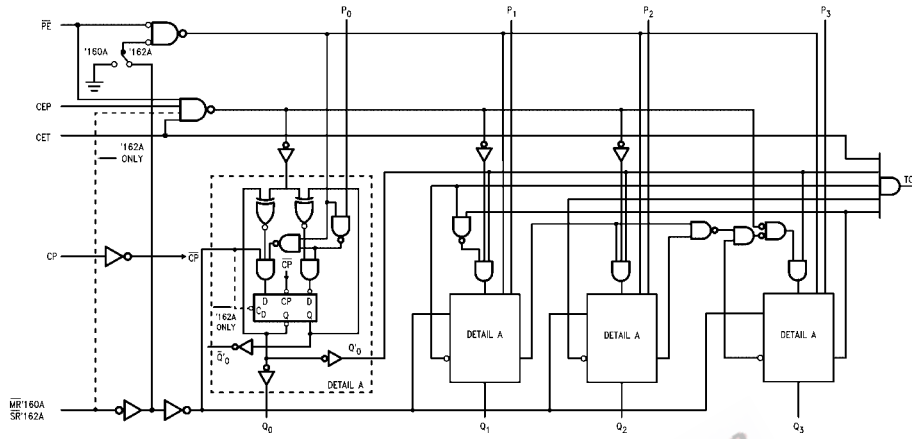 P0
P1
P2
P3
PE
'160A
'162A
CEP
CET
'162A
ONLY
TC
CP
CP
CP
D
CP
D
CD
Q
Q
'162A
ONLY
Q'0
Q'0
DETAIL A
DETAIL A
DETAIL A
DETAIL A
MR'160A
SR'162A
Q0
Q1
Q2
Q3